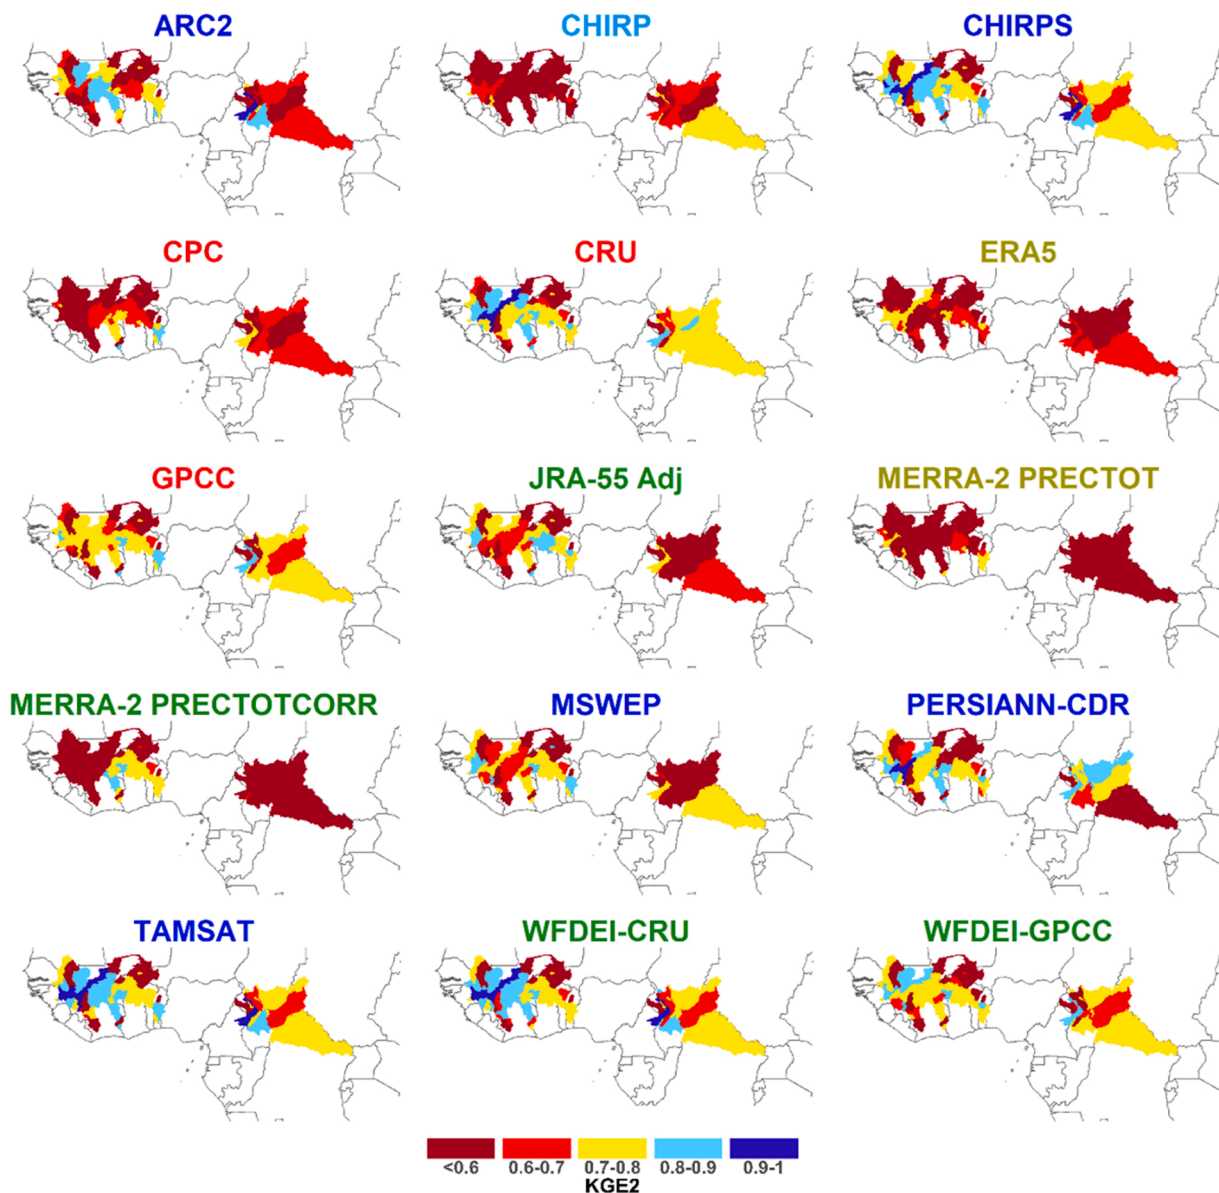 ARC2 CHIRP CHIRPS
CPC CRU ERA5
GPCC JRA-55 Adj MERRA-2 PRECTOT
MERRA-2 PRECTOTCORR MSWEP PERSIANN-CDR
TAMSAT WFDEI-CRU WFDEI-GPCC
<0.6 0.6-0.7 0.7-0.8 0.8-0.9 0.9-1
KGE2